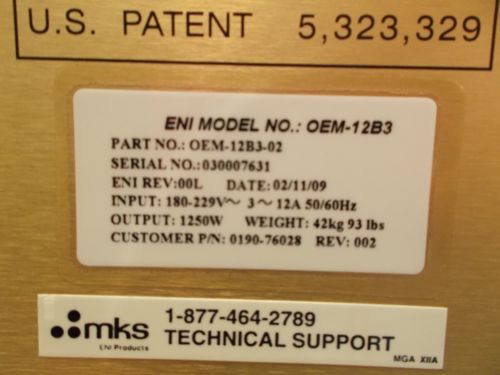 U.S. PATENT 5,323,329
ENI MODEL NO.: OEM-12B3
PART NO.: OEM-12B3-02
SERIAL NO.:030007631
ENI REV:00L DATE: 02/11/09
INPUT: 180-229V～ 3～12A 50/60Hz
OUTPUT: 1250W WEIGHT: 42kg 93 lbs
CUSTOMER P/N: 0190-76028 REV: 002
mks
ENI Products
1-877-464-2789
TECHNICAL SUPPORT
MGA XIIA